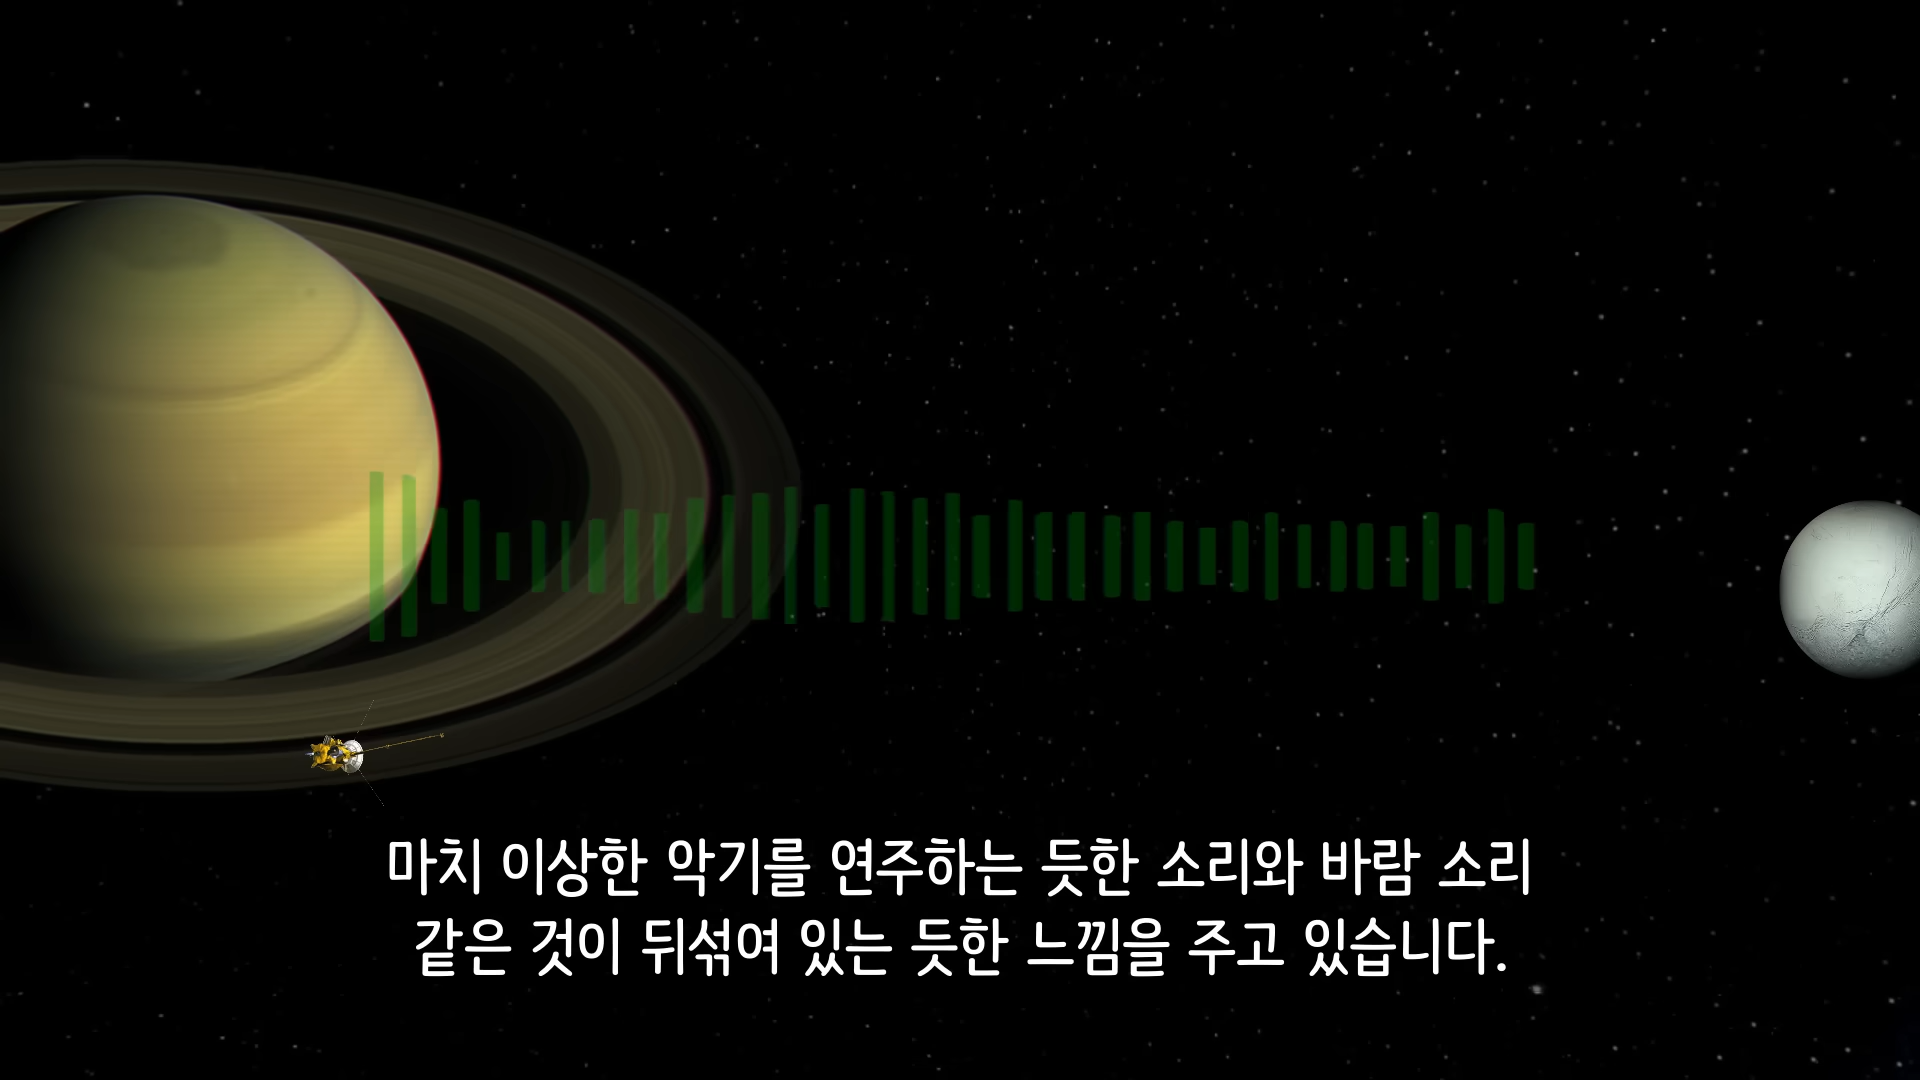 마치 이상한 악기를 연주하는 듯한 소리와 바람 소리
같은 것이 뒤섞여 있는 듯한 느낌을 주고 있습니다.